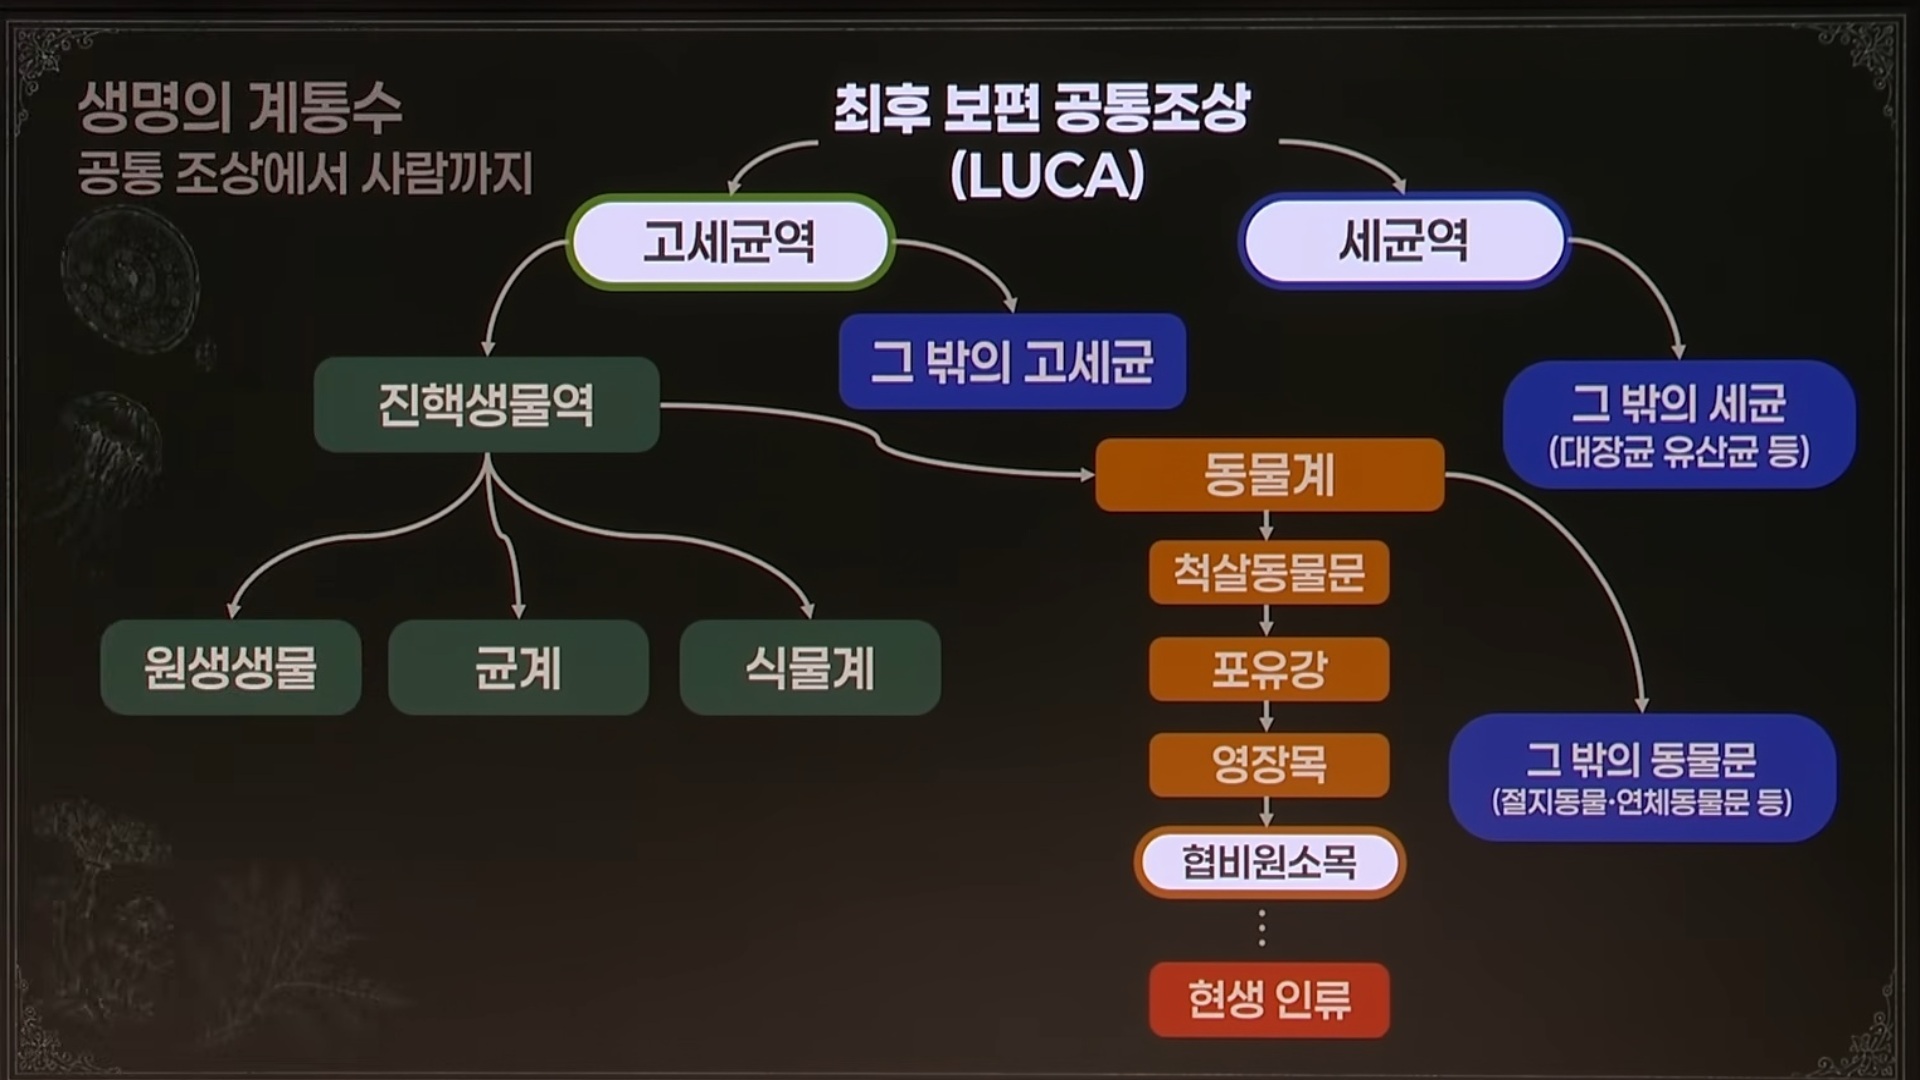 생명의 계통수
공통 조상에서 사람까지
최후 보편 공통조상
(LUCA)
고세균역
세균역
그 밖의 고세균
진핵생물역
그 밖의 세균
(대장균 유산균 등)
동물계
척살동물문
원생생물
균계
식물계
포유강
영장목
그 밖의 동물문
(절지동물·연체동물문 등)
협비원소목
현생 인류